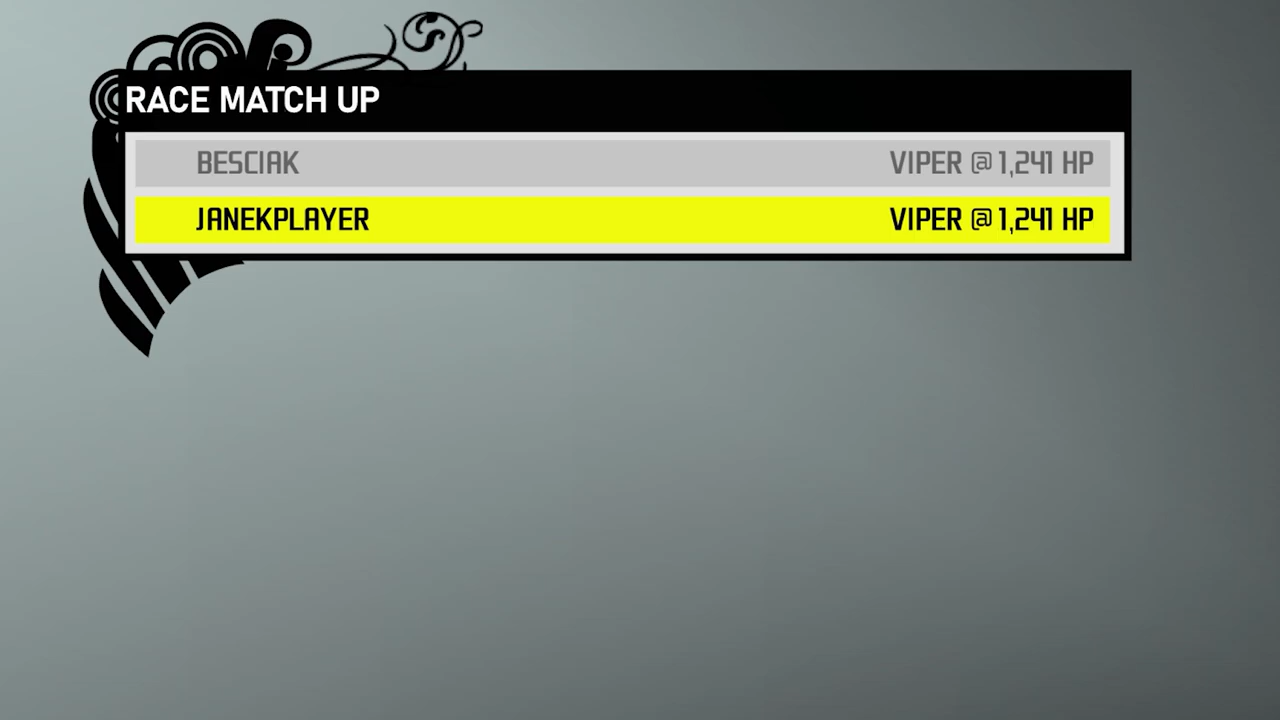 RACE MATCH UP
BESCIAK VIPER @ 1,241 HP
JANEKPLAYER VIPER @ 1,241 HP